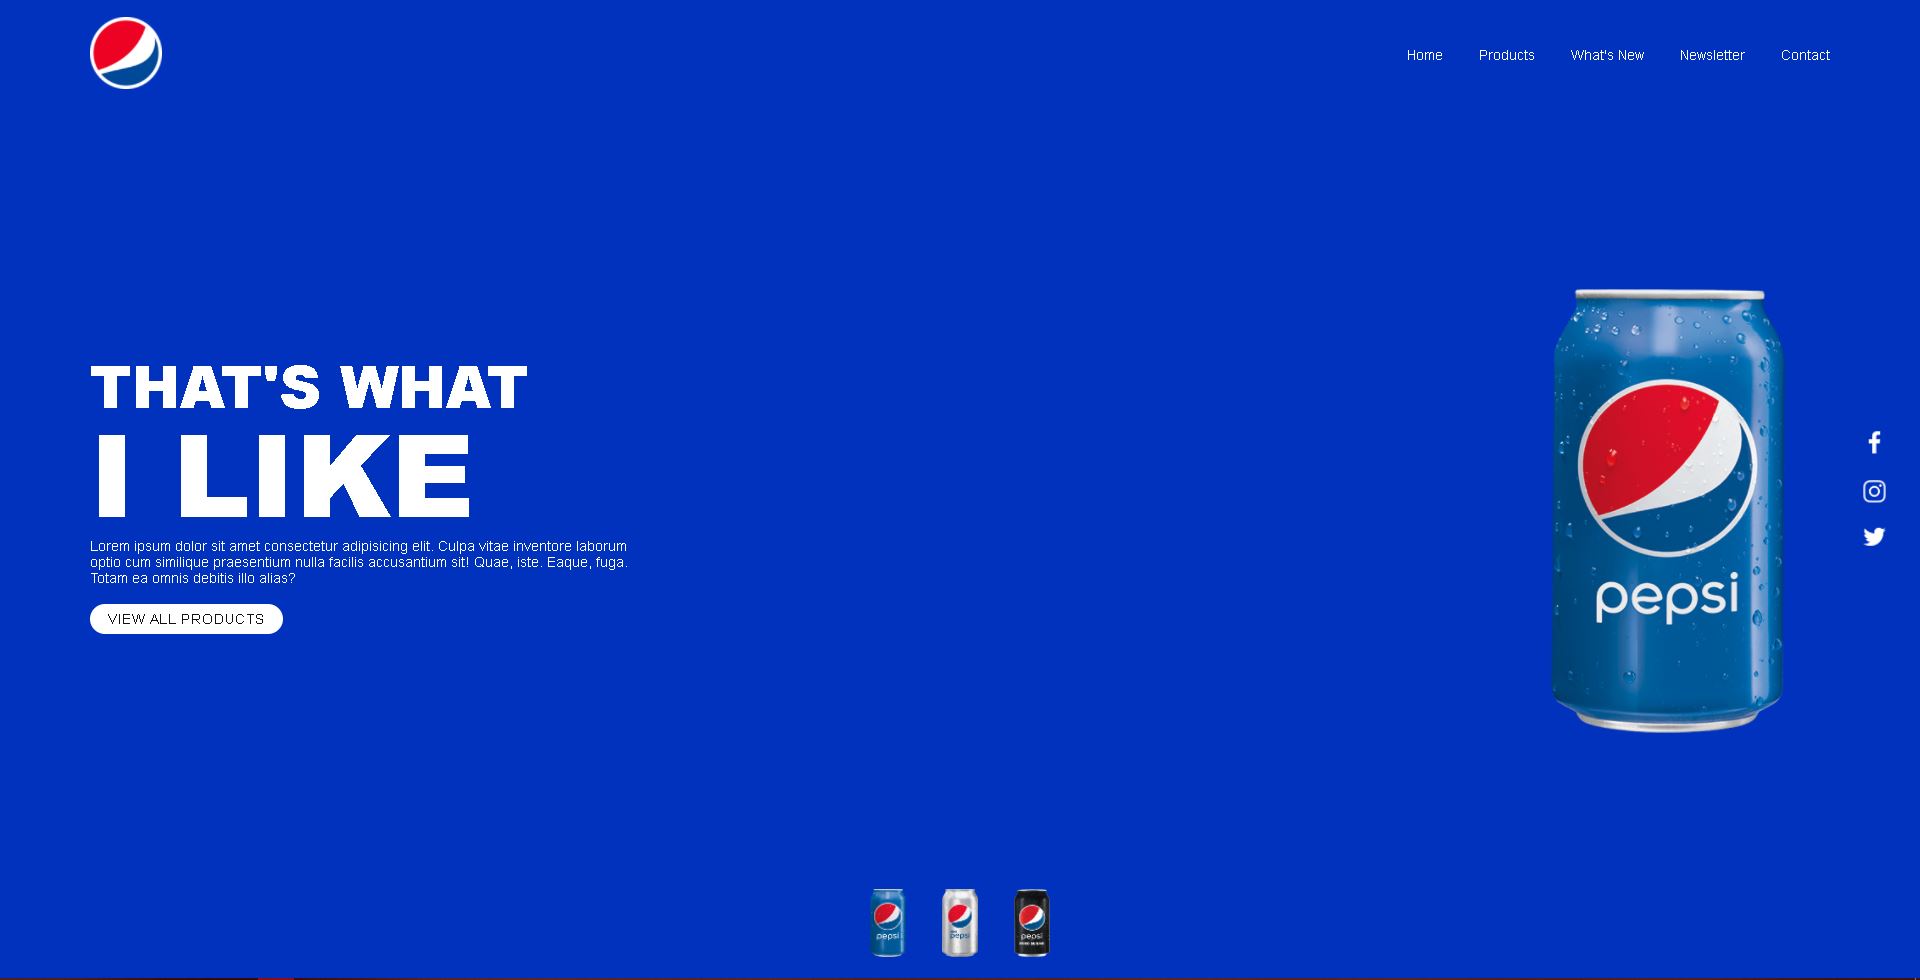 Home Products What's New Newsletter Contact
THAT'S WHAT
I LIKE
Lorem ipsum dolor sit amet consectetur adipisicing elit. Culpa vitae inventore laborum
optio cum similique praesentium nulla facilis accusantium sit! Quae, iste. Eaque, fuga.
Totam ea omnis debitis illo alias?
VIEW ALL PRODUCTS
pepsi
pepsi pepsi pepsi